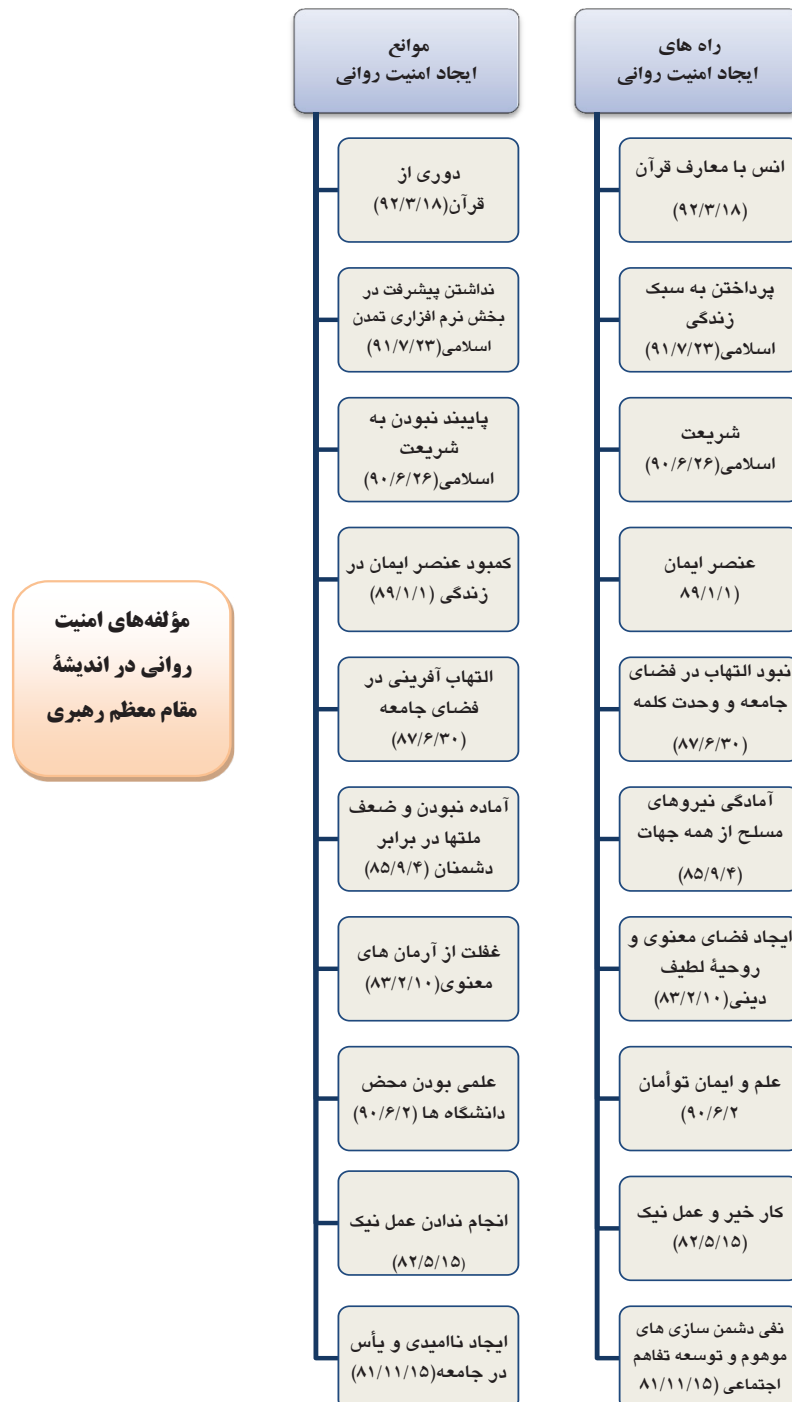 راه های
ایجاد امنیت روانی
انس با معارف قرآن
(۹۲/۳/۱۸)
پرداختن به سبک
زندگی
اسلامی(۹۱/۷/۲۳)
شریعت
اسلامی(۹۰/۶/۲۶)
عنصر ایمان
۸۹/۱/۱)
نبود التهاب در فضای
جامعه و وحدت کلمه
(۸۷/۶/۳۰)
آمادگی نیروهای
مسلح از همه جهات
(۸۵/۹/۴)
ایجاد فضای معنوی و
روحیۀ لطیف
دینی(۸۳/۲/۱۰)
علم و ایمان توأمان
(۹۰/۶/۲
کار خیر و عمل نیک
(۸۲/۵/۱۵)
نفی دشمن سازی های
موهوم و توسعه تفاهم
اجتماعی (۸۱/۱۱/۱۵
موانع
ایجاد امنیت روانی
دوری از
قرآن(۹۲/۳/۱۸)
نداشتن پیشرفت در
بخش نرم افزاری تمدن
اسلامی(۹۱/۷/۲۳)
پایبند نبودن به
شریعت
اسلامی(۹۰/۶/۲۶)
کمبود عنصر ایمان در
زندگی (۸۹/۱/۱)
التهاب آفرینی در
فضای جامعه
(۸۷/۶/۳۰)
آماده نبودن و ضعف
ملتها در برابر
دشمنان (۸۵/۹/۴)
غفلت از آرمان های
معنوی(۸۳/۲/۱۰)
علمی بودن محض
دانشگاه ها (۹۰/۶/۲)
انجام ندادن عمل نیک
(۸۲/۵/۱۵)
ایجاد ناامیدی و یأس
در جامعه(۸۱/۱۱/۱۵)
مؤلفه‌های امنیت
روانی در اندیشۀ
مقام معظم رهبری